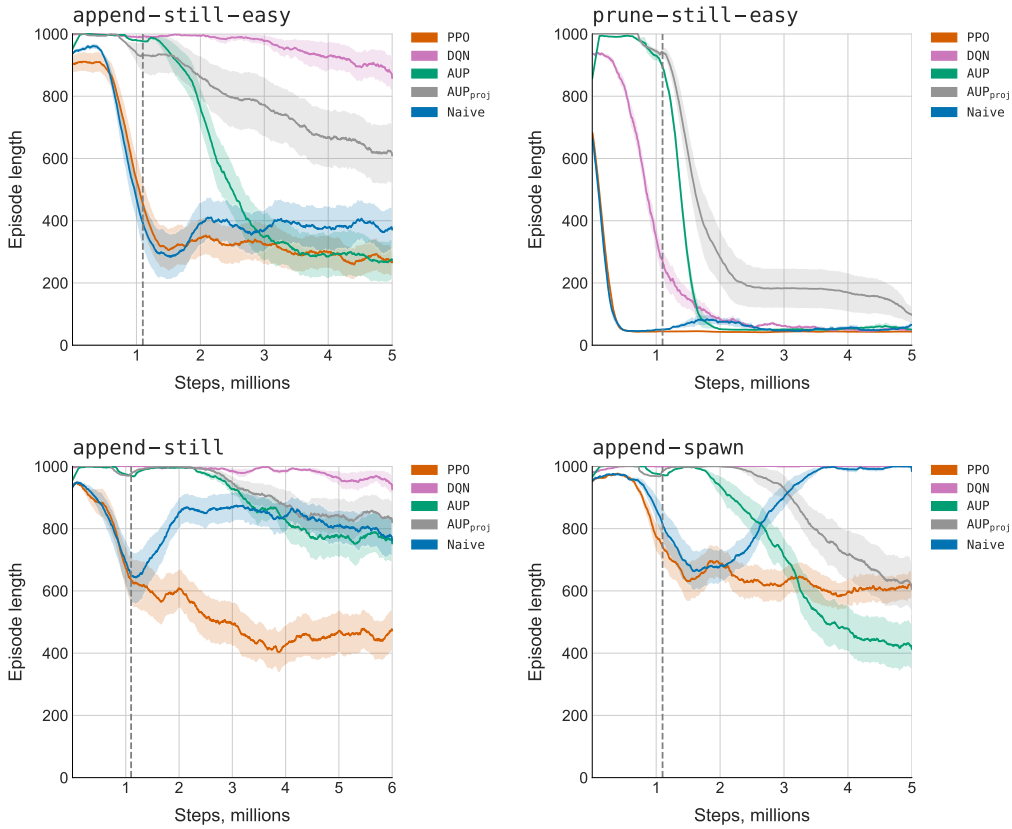 append-still-easy
1000
800
600
400
200
0
Episode length
1 2 3 4 5
Steps, millions
PPO
DQN
AUP
AUPproj
Naive
prune-still-easy
1000
800
600
400
200
0
Episode length
1 2 3 4 5
Steps, millions
PPO
DQN
AUP
AUPproj
Naive
append-still
1000
800
600
400
200
0
Episode length
1 2 3 4 5 6
Steps, millions
PPO
DQN
AUP
AUPproj
Naive
append-spawn
1000
800
600
400
200
0
Episode length
1 2 3 4 5
Steps, millions
PPO
DQN
AUP
AUPproj
Naive